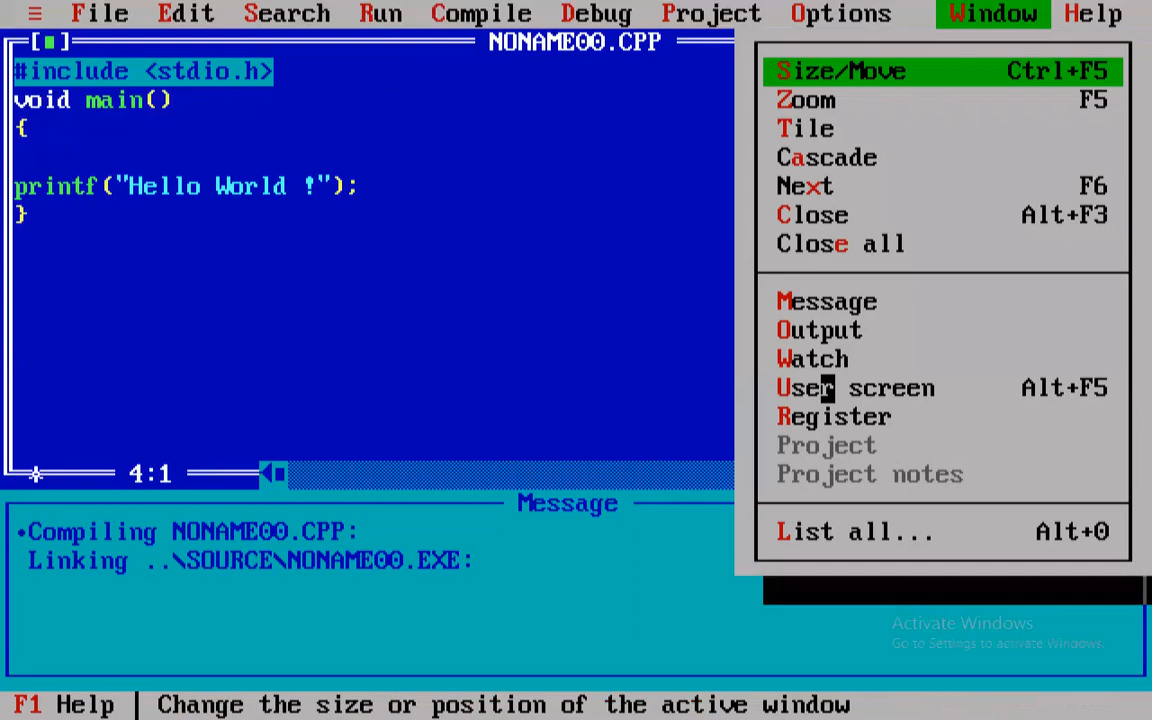 ≡ File Edit Search Run Compile Debug Project Options Window Help
[■] NONAME00.CPP
#include <stdio.h>
void main()
{
printf("Hello World !");
}
4:1
Size/Move Ctrl+F5
Zoom F5
Tile
Cascade
Next F6
Close Alt+F3
Close all
Message
Output
Watch
User screen Alt+F5
Register
Project
Project notes
List all... Alt+0
Message
•Compiling NONAME00.CPP:
Linking ..\SOURCE\NONAME00.EXE:
Activate Windows
Go to Settings to activate Windows.
F1 Help | Change the size or position of the active window